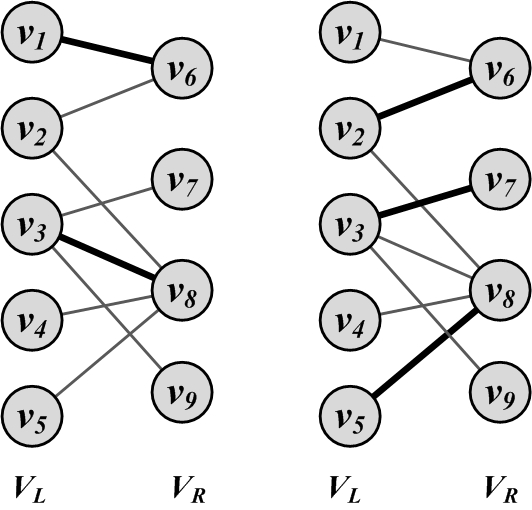 v1 v1
v6 v6
v2 v2
v7 v7
v3 v3
v8 v8
v4 v4
v9 v9
v5 v5
VL VR VL VR